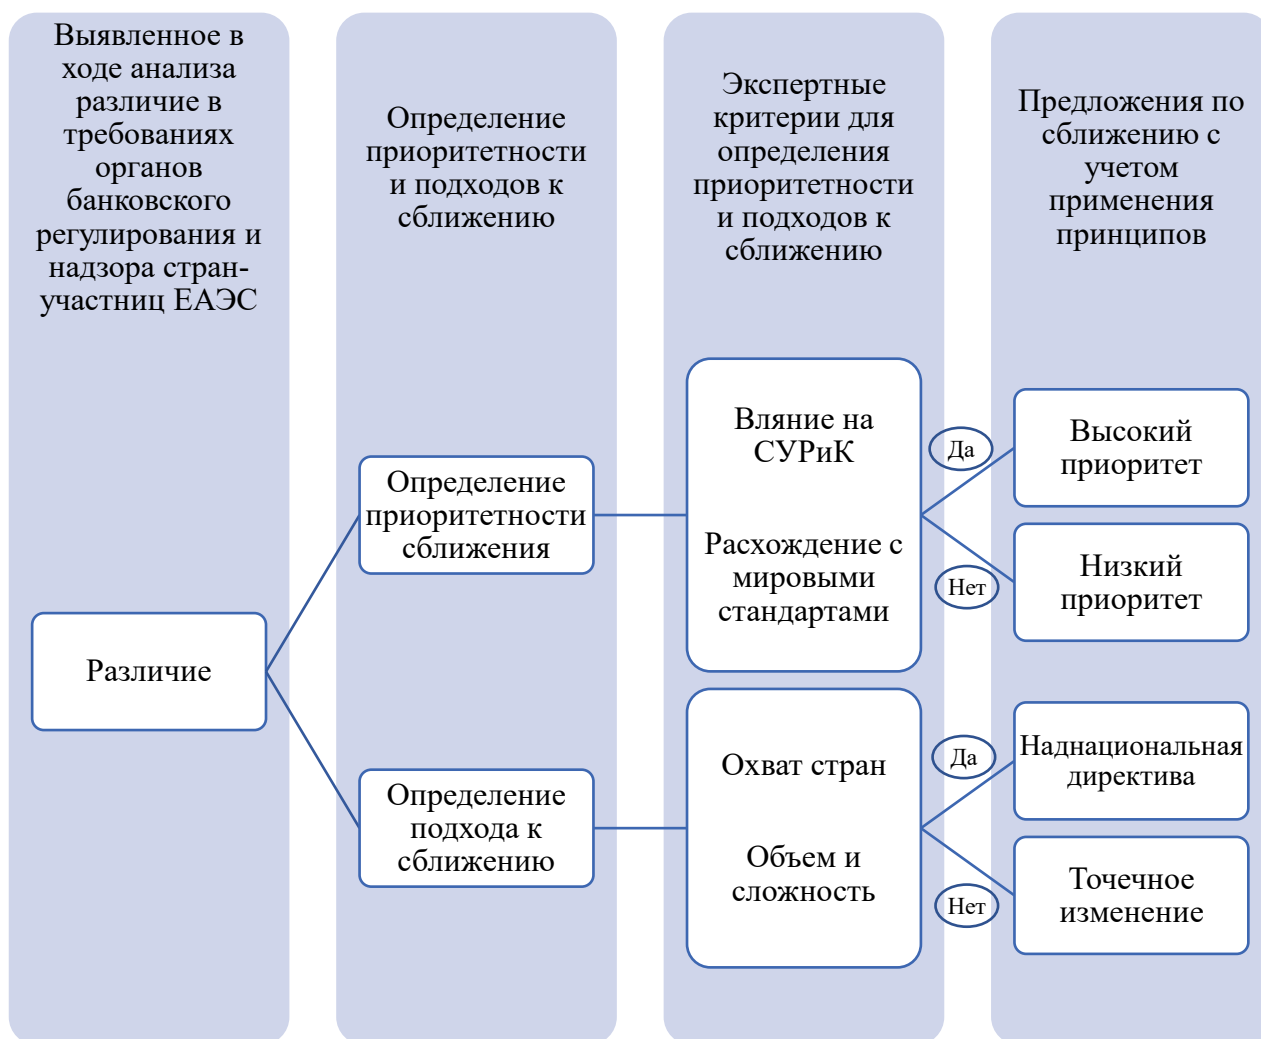 Выявленное в
ходе анализа
различие в
требованиях
органов
банковского
регулирования и
надзора стран-
участниц ЕАЭС
Определение
приоритетности
и подходов к
сближению
Экспертные
критерии для
определения
приоритетности
и подходов к
сближению
Предложения по
сближению с
учетом
применения
принципов
Различие
Определение
приоритетности
сближения
Определение
подхода к
сближению
Вляние на
СУРиК
Расхождение с
мировыми
стандартами
Охват стран
Объем и
сложность
Да
Нет
Да
Нет
Высокий
приоритет
Низкий
приоритет
Наднациональная
директива
Точечное
изменение